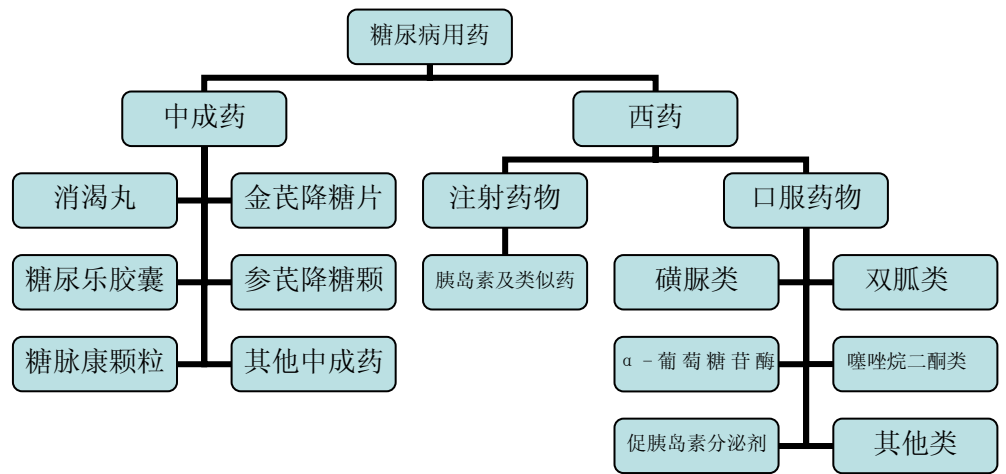 糖尿病用药
中成药
西药
消渴丸
金芪降糖片
注射药物
口服药物
糖尿乐胶囊
参芪降糖颗
胰岛素及类似药
磺脲类
双胍类
糖脉康颗粒
其他中成药
α-葡萄糖苷酶
噻唑烷二酮类
促胰岛素分泌剂
其他类